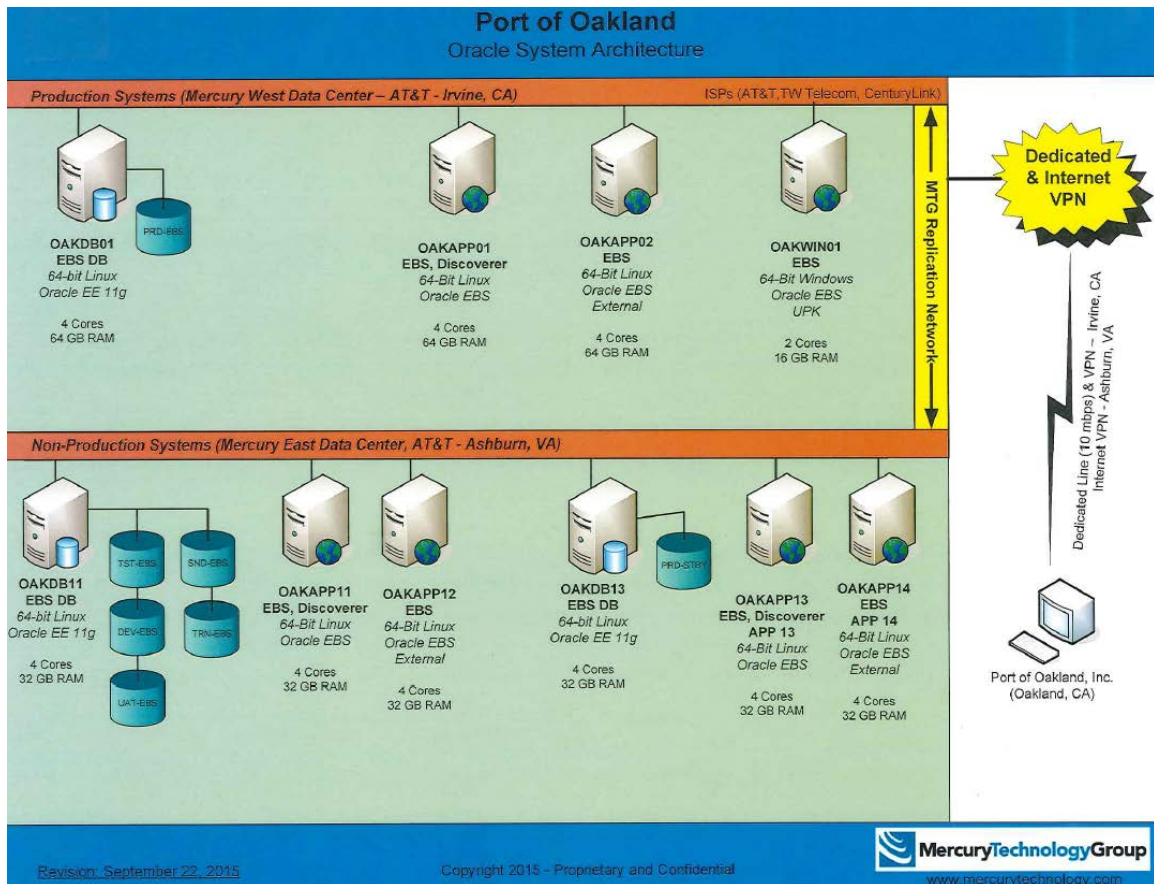 Port of Oakland
Oracle System Architecture
Production Systems (Mercury West Data Center – AT&T - Irvine, CA)
ISPs (AT&T,TW Telecom, CenturyLink)
PRD-EBS
OAKDB01
EBS DB
64-bit Linux
Oracle EE 11g
4 Cores
64 GB RAM
OAKAPP01
EBS, Discoverer
64-Bit Linux
Oracle EBS
4 Cores
64 GB RAM
OAKAPP02
EBS
64-Bit Linux
Oracle EBS
External
4 Cores
64 GB RAM
OAKWIN01
EBS
64-Bit Windows
Oracle EBS
UPK
2 Cores
16 GB RAM
MTG Replication Network
Dedicated
& Internet
VPN
Dedicated Line (10 mbps) & VPN – Irvine, CA
Internet VPN - Ashburn, VA
Non-Production Systems (Mercury East Data Center, AT&T - Ashburn, VA)
OAKDB11
EBS DB
64-bit Linux
Oracle EE 11g
4 Cores
32 GB RAM
TST-EBS
SND-EBS
DEV-EBS
TRN-EBS
UAT-EBS
OAKAPP11
EBS, Discoverer
64-Bit Linux
Oracle EBS
4 Cores
32 GB RAM
OAKAPP12
EBS
64-Bit Linux
Oracle EBS
External
4 Cores
32 GB RAM
OAKDB13
EBS DB
64-bit Linux
Oracle EE 11g
4 Cores
32 GB RAM
PRD-STBY
OAKAPP13
EBS, Discoverer
APP 13
64-Bit Linux
Oracle EBS
4 Cores
32 GB RAM
OAKAPP14
EBS
APP 14
64-Bit Linux
Oracle EBS
External
4 Cores
32 GB RAM
Port of Oakland, Inc.
(Oakland, CA)
Revision: September 22, 2015
Copyright 2015 - Proprietary and Confidential
MercuryTechnologyGroup
www.mercurytechnology.com